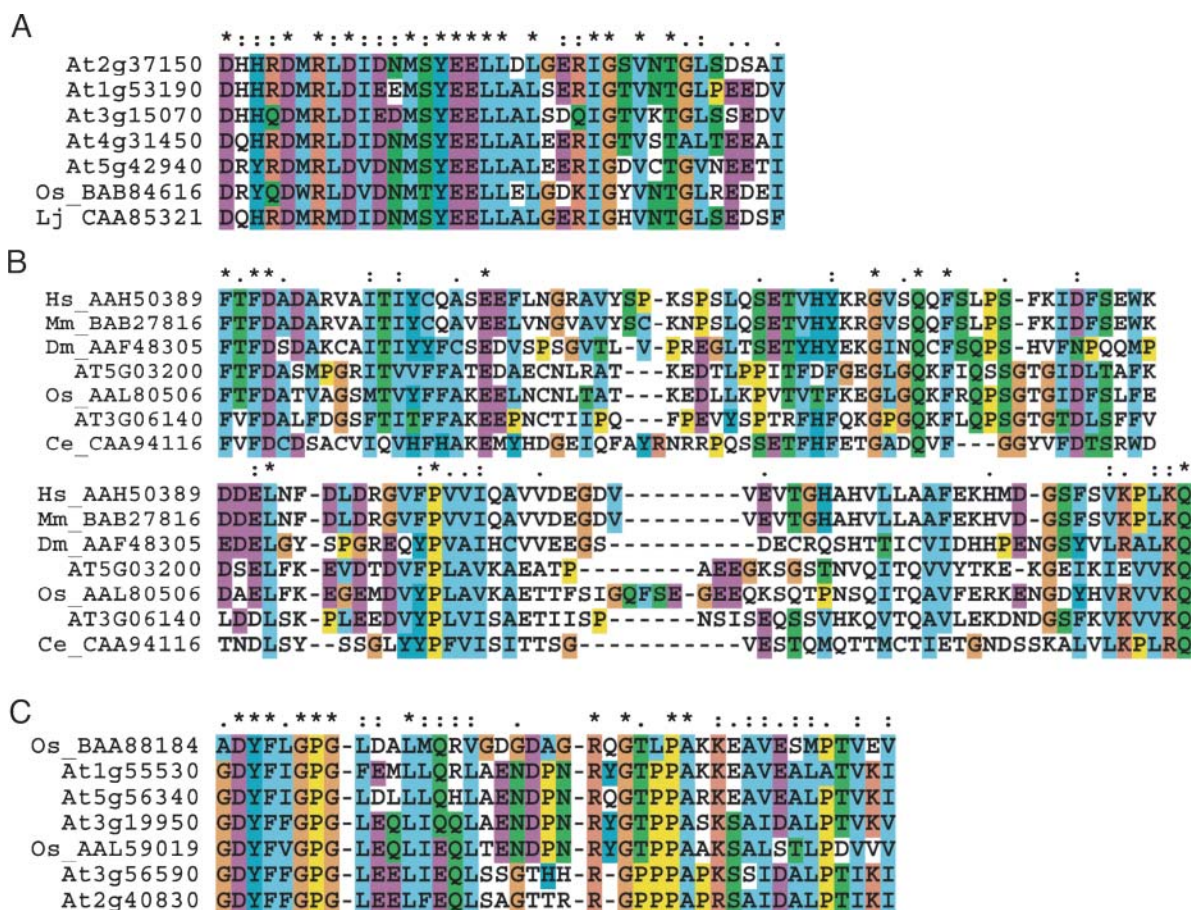 A
*:::* *:*:::*:****** * ::** * *.: . . .
At2g37150 DHHRDMRLDIDNMSYEELLDLGERIGSVNTGLSDSAI
At1g53190 DHHRDMRLDIEEMSYEELLALSERIGTVNTGLPEEDV
At3g15070 DHHQDMRLDIEDMSYEELLALSDQIGTVKTGLSSEDV
At4g31450 DQHRDMRLDIDNMSYEELLALEERIGTVSTALTEEAI
At5g42940 DRYRDMRLDIDNMSYEELLALEERIGDVCTGVNEETI
Os_BAB84616 DRYQDWRLDVDNMTYEELLELGDKIGYVNTGLREDEI
Lj_CAA85321 DQHRDMRMDIDNMSYEELLALGERIGHVNTGLSEDSF
B
*.**. : : . * . : * .* * . :
Hs_AAH50389 FTFDADARVAITIYCQASEEFLNGRAVYSP-KSPSLQSETVHYKRGVSQQFSLPS-FKIDFSEWK
Mm_BAB27816 FTFDADARVAITIYCQAVEELVNGVAVYSC-KNPSLQSETVHYKRGVSQQFSLPS-FKIDFSEWK
Dm_AAF48305 FTFDSDAKCAITIYYFCSEDVSPSGVTL-V-PREGLTSETYHYEKGINQCFSQPS-HVFNPQQMP
AT5G03200 FTFDASMPGRITVVFFATEDAECNLRAT---KEDTLPPITFDFGEGLGQKFIQSSGTGIDLTAFK
Os_AAL80506 FTFDATVAGSMTVYFFAKEELNCNLTAT---KEDLLKPVTVTFKEGLGQKFRQPSGTGIDFSLFE
AT3G06140 FVFDALFDGSFTITFFAKEEPNCTIIPQ---FPEVYSPTRFHFQKGPGQKFLQPSGTGTDLSFFV
Ce_CAA94116 FVFDCDSACVIQVHFHAKEMYHDGEIQFAYRNRRPQSSETFHFETGADQVF---GGYVFDTSRWD
:* :*..: . . . :. ::*
Hs_AAH50389 DDELNF-DLDRGVFPVVIQAVVDEGDV--------VEVTGHAHVLLAAFEKHMD-GSFSVKPLKQ
Mm_BAB27816 DDELNF-DLDRGVFPVVIQAVVDEGDV--------VEVTGHAHVLLAAFEKHVD-GSFSVKPLKQ
Dm_AAF48305 EDELGY-SPGREQYPVAIHCVVEEGS---------DECRQSHTTICVIDHHPENGSYVLRALKQ
AT5G03200 DSELFK-EVDTDVFPLAVKAEATP---------AEEGKSGSTNVQITQVVYTKE-KGEIKIEVVKQ
Os_AAL80506 DAELFK-EGEMDVYPLAVKAETTFSIGQFSE-GEEQKSQTPNSQITQAVFERKENGDYHVRVVKQ
AT3G06140 LDDLSK-PLEEDVYPLVISAETIISP------NSISEQSSVHKQVTQAVLEKDNDGSFKVKVVKQ
Ce_CAA94116 TNDLSY--SSGLYYPFVISITTSG----------VESTQMQTTMCTIETGNDSSKALVLKPLRQ
C
.***.*** :: *:::: . * *. ** :.::.::.: : :
Os_BAA88184 ADYFLGPG-LDALMQRVGDGDAG-RQGTLPAKKEAVESMPTVEV
At1g55530 GDYFIGPG-FEMLLQRLAENDPN-RYGTPPAKKEAVEALATVKI
At5g56340 GDYFIGPG-LDLLLQHLAENDPN-RQGTPPARKEAVEALPTVKI
At3g19950 GDYFFGPG-LEQLIQQLAENDPN-RYGTPPASKSAIDALPTVKV
Os_AAL59019 GDYFVGPG-LEQLIEQLTENDPN-RYGTPPAAKSALSTLPDVVV
At3g56590 GDYFFGPG-LEELIEQLSSGTHH-R-GPPPAPKSSIDALPTIKI
At2g40830 GDYFFGPG-LEELFEQLSAGTTR-R-GPPPAPRSAIDALPTIKI